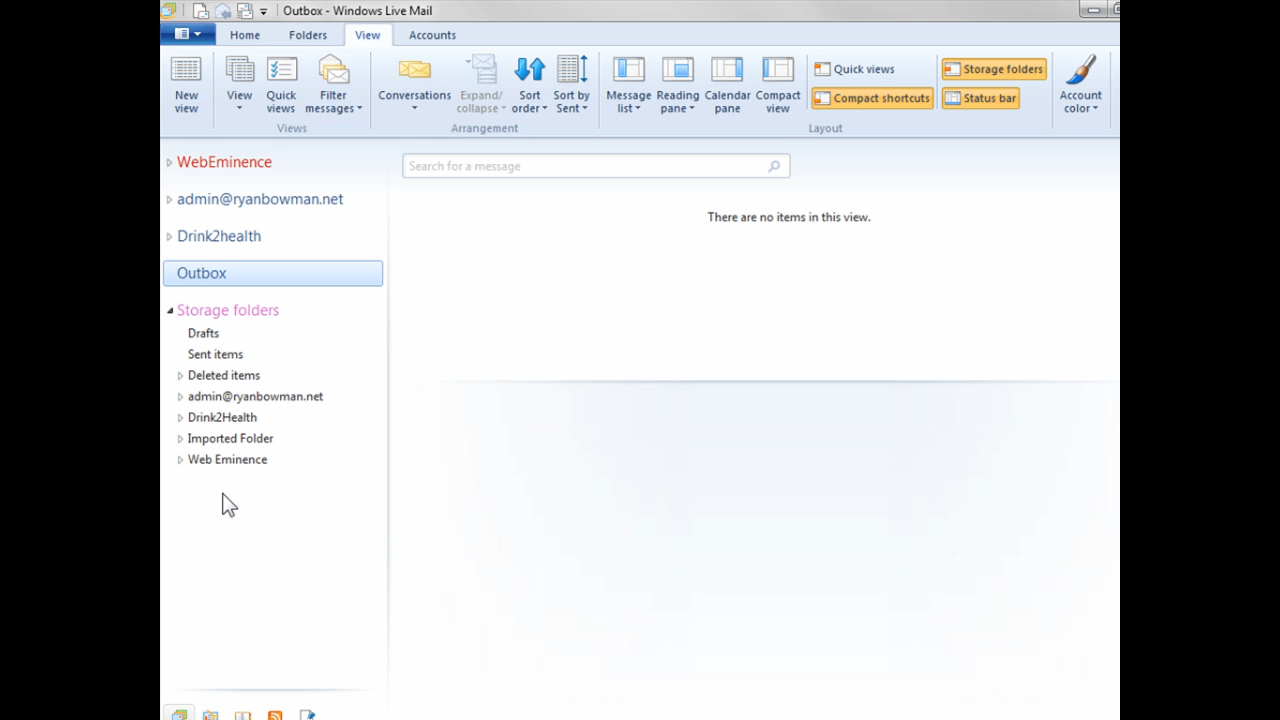 Outbox - Windows Live Mail
Home Folders View Accounts
New view
View
Quick views
Filter messages
Views
Conversations
Expand/ collapse
Sort order
Sort by Sent
Arrangement
Message list
Reading pane
Calendar pane
Compact view
Quick views
Compact shortcuts
Storage folders
Status bar
Layout
Account color
WebEminence
admin@ryanbowman.net
Drink2health
Outbox
Storage folders
Drafts
Sent items
Deleted items
admin@ryanbowman.net
Drink2Health
Imported Folder
Web Eminence
Search for a message
There are no items in this view.